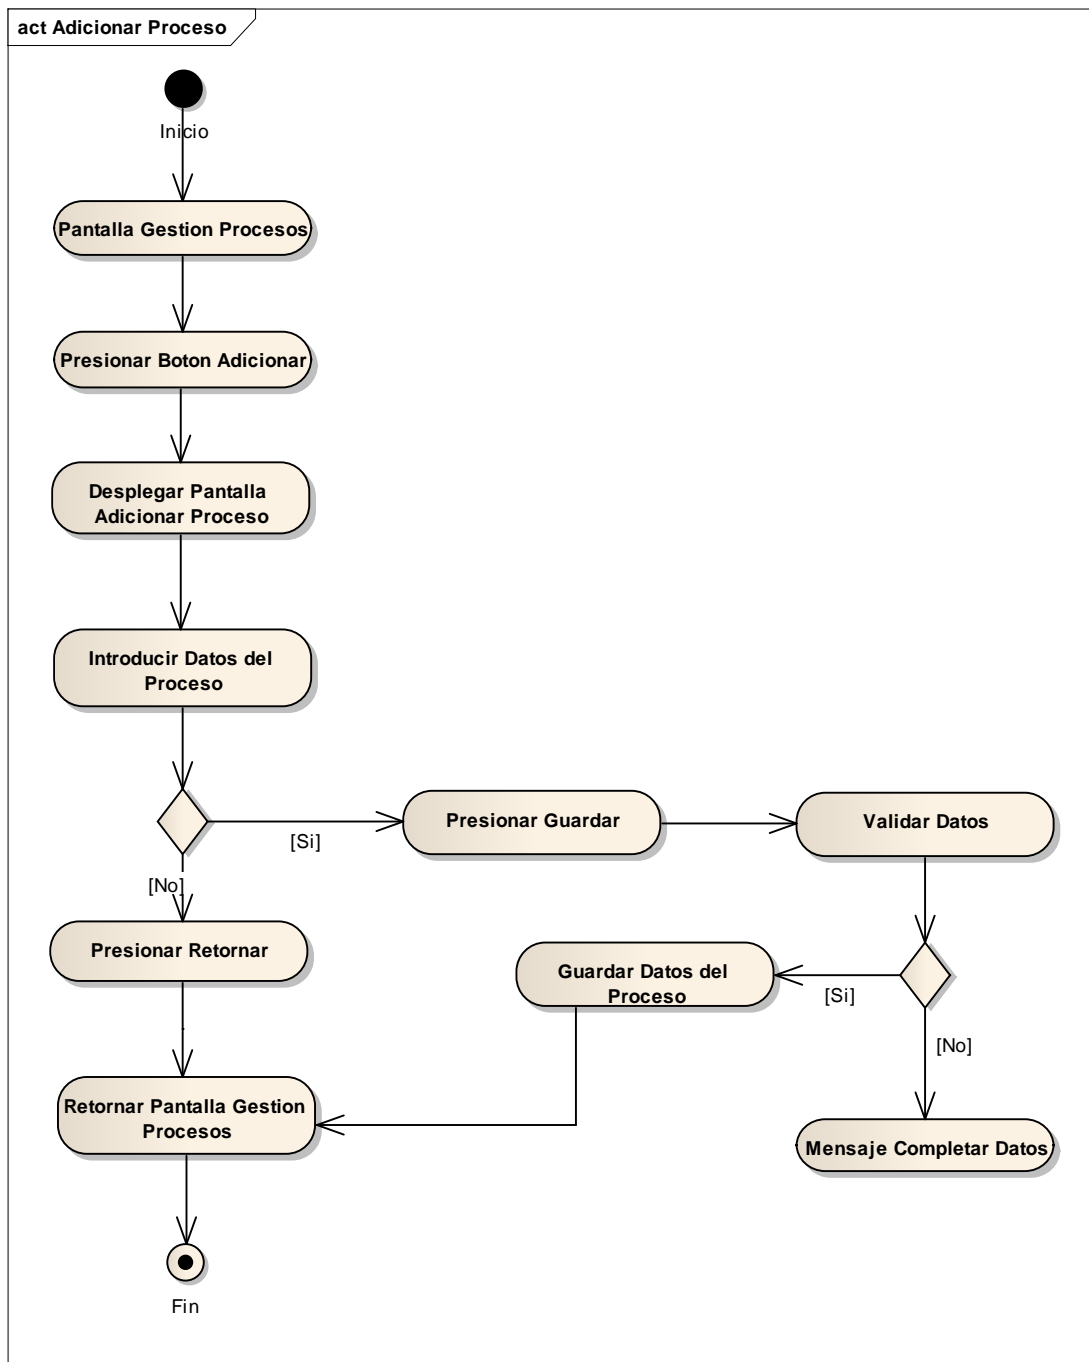 act Adicionar Proceso
Inicio
Pantalla Gestion Procesos
Presionar Boton Adicionar
Desplegar Pantalla
Adicionar Proceso
Introducir Datos del
Proceso
Presionar Guardar
Validar Datos
[Si]
[No]
Presionar Retornar
Guardar Datos del
Proceso
[Si]
[No]
Retornar Pantalla Gestion
Procesos
Mensaje Completar Datos
Fin